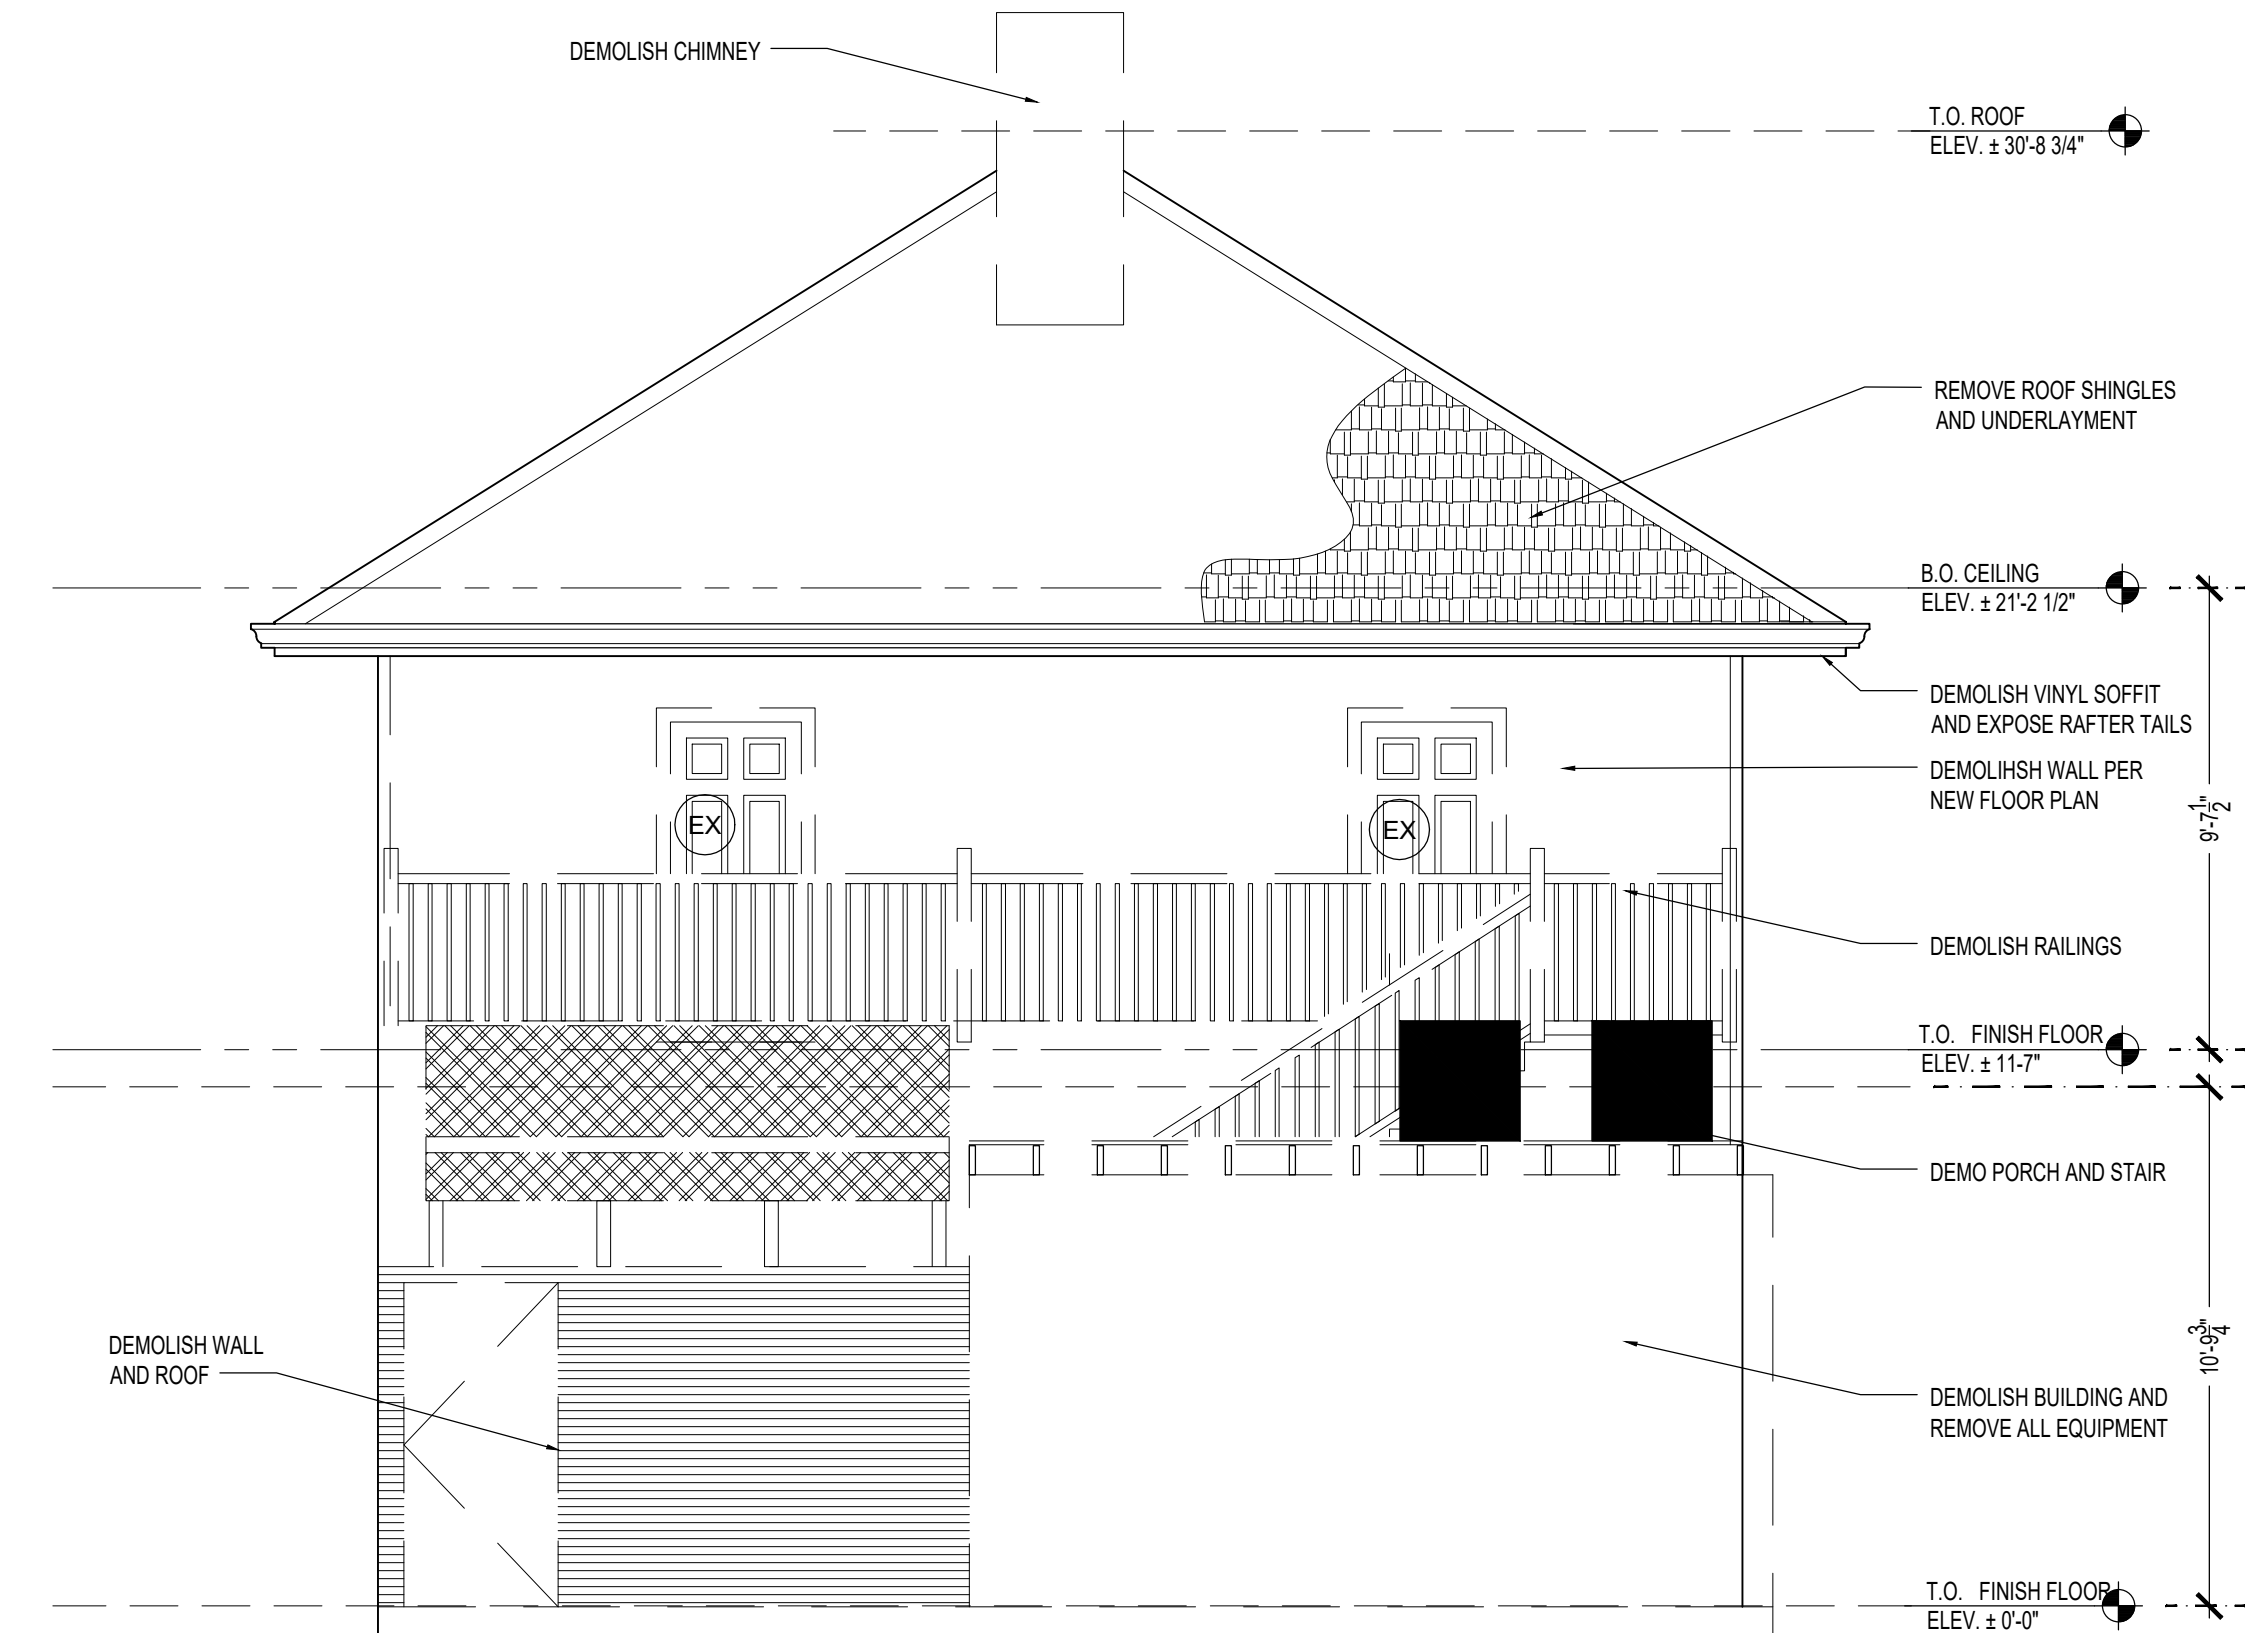 DEMOLISH CHIMNEY
T.O. ROOF
ELEV. ± 30'-8 3/4"
REMOVE ROOF SHINGLES
AND UNDERLAYMENT
B.O. CEILING
ELEV. ± 21'-2 1/2"
DEMOLISH VINYL SOFFIT
AND EXPOSE RAFTER TAILS
DEMOLIHSH WALL PER
NEW FLOOR PLAN
9'-7 1/2"
EX
EX
DEMOLISH RAILINGS
T.O. FINISH FLOOR
ELEV. ± 11-7"
DEMO PORCH AND STAIR
DEMOLISH WALL
AND ROOF
10'-9 3/4"
DEMOLISH BUILDING AND
REMOVE ALL EQUIPMENT
T.O. FINISH FLOOR
ELEV. ± 0'-0"